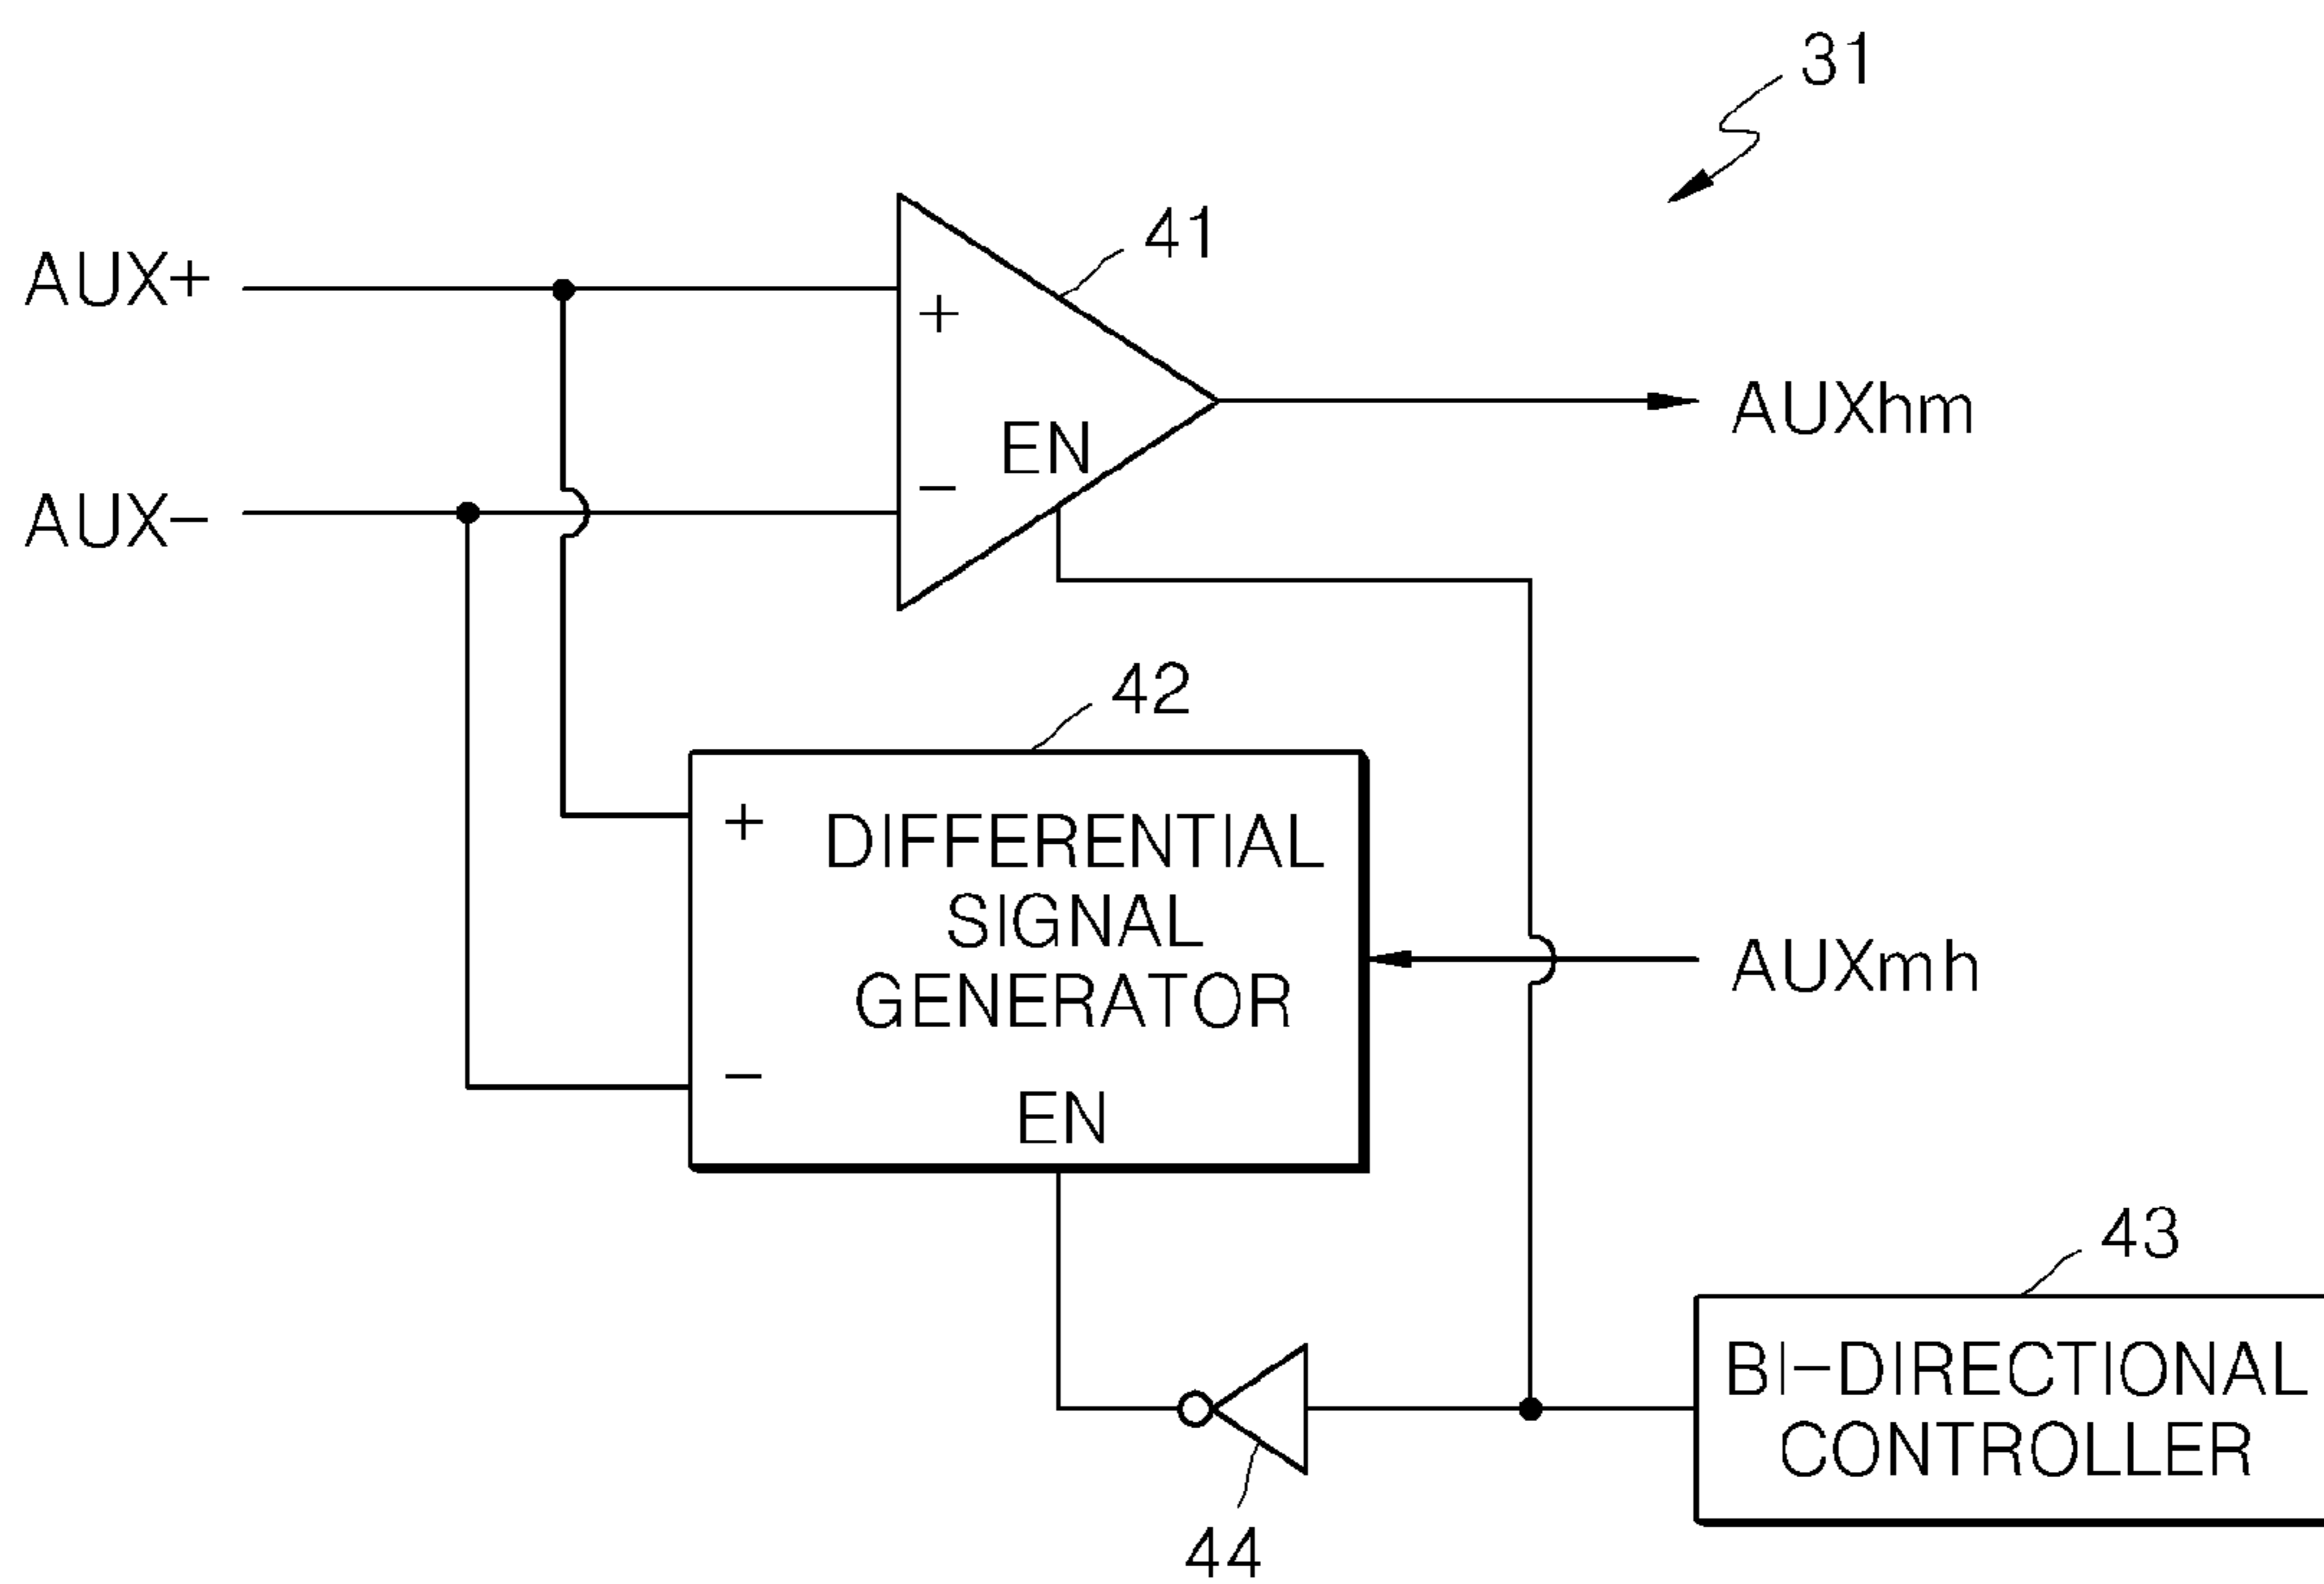 31
41
AUX+
+
AUXhm
EN
-
AUX-
42
+
DIFFERENTIAL
SIGNAL
GENERATOR
AUXmh
-
EN
43
BI-DIRECTIONAL
CONTROLLER
44